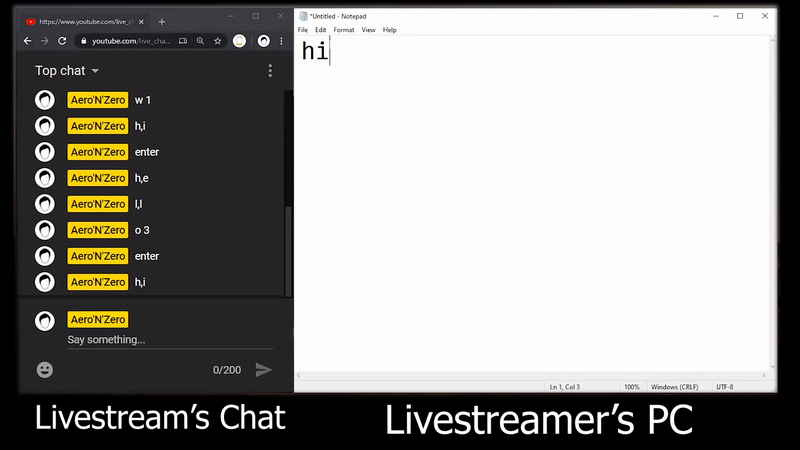 https://www.youtube.com/live_c
youtube.com/live_cha...
Top chat
Aero'N'Zero w 1
Aero'N'Zero h,i
Aero'N'Zero enter
Aero'N'Zero h,e
Aero'N'Zero l,l
Aero'N'Zero o 3
Aero'N'Zero enter
Aero'N'Zero h,i
Aero'N'Zero
Say something...
0/200
*Untitled - Notepad
File Edit Format View Help
hi
Ln 1, Col 3 100% Windows (CRLF) UTF-8
Livestream's Chat
Livestreamer's PC